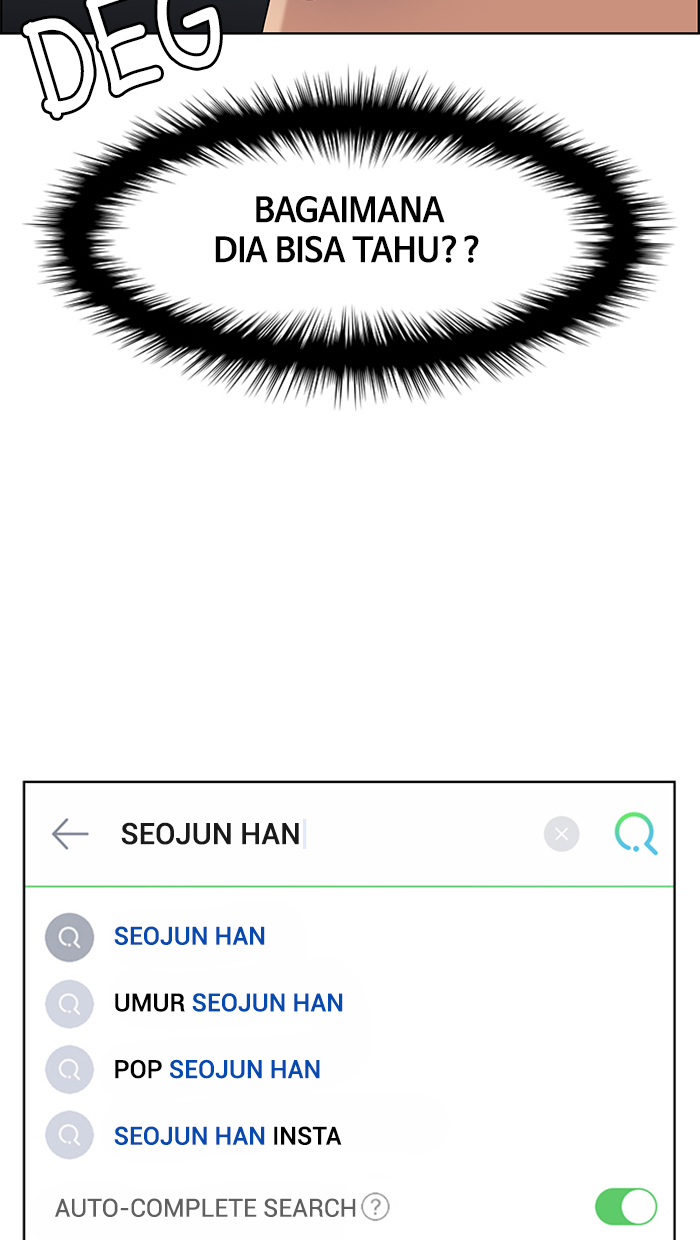 DEG
BAGAIMANA
DIA BISA TAHU? ?
SEOJUN HAN
SEOJUN HAN
UMUR SEOJUN HAN
POP SEOJUN HAN
SEOJUN HAN INSTA
AUTO-COMPLETE SEARCH ?